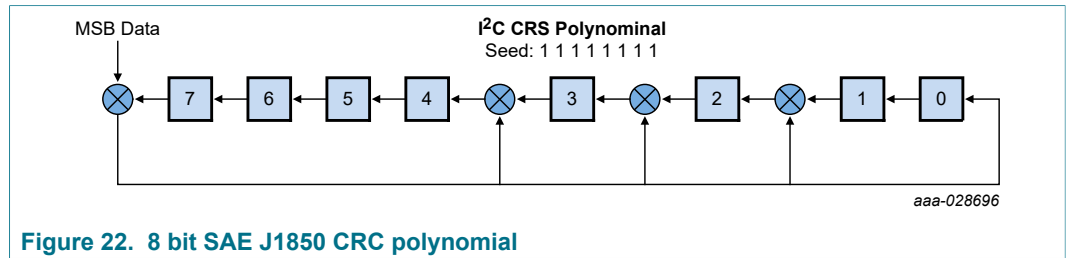 MSB Data
I²C CRS Polynominal
Seed: 1 1 1 1 1 1 1 1
7 6 5 4 3 2 1 0
aaa-028696
Figure 22. 8 bit SAE J1850 CRC polynomial